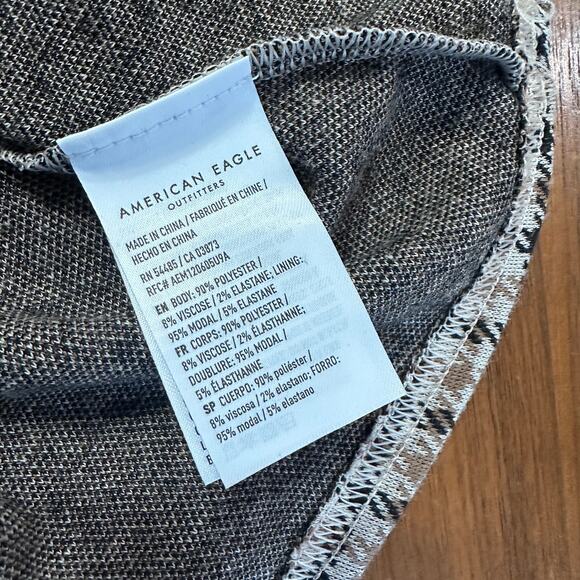 AMERICAN EAGLE
OUTFITTERS
MADE IN CHINA / FABRIQUÉ EN CHINE /
HECHO EN CHINA
RN 54485 / CA 03873
RFC# AEM1206DSU9A
EN BODY: 90% POLYESTER /
8% VISCOSE / 2% ELASTANE; LINING:
95% MODAL / 5% ELASTANE
FR CORPS: 90% POLYESTER /
8% VISCOSE / 2% ÉLASTHANNE;
DOUBLURE: 95% MODAL /
5% ÉLASTHANNE
SP CUERPO: 90% poliéster /
8% viscosa / 2% elastano; FORRO:
95% modal / 5% elastano